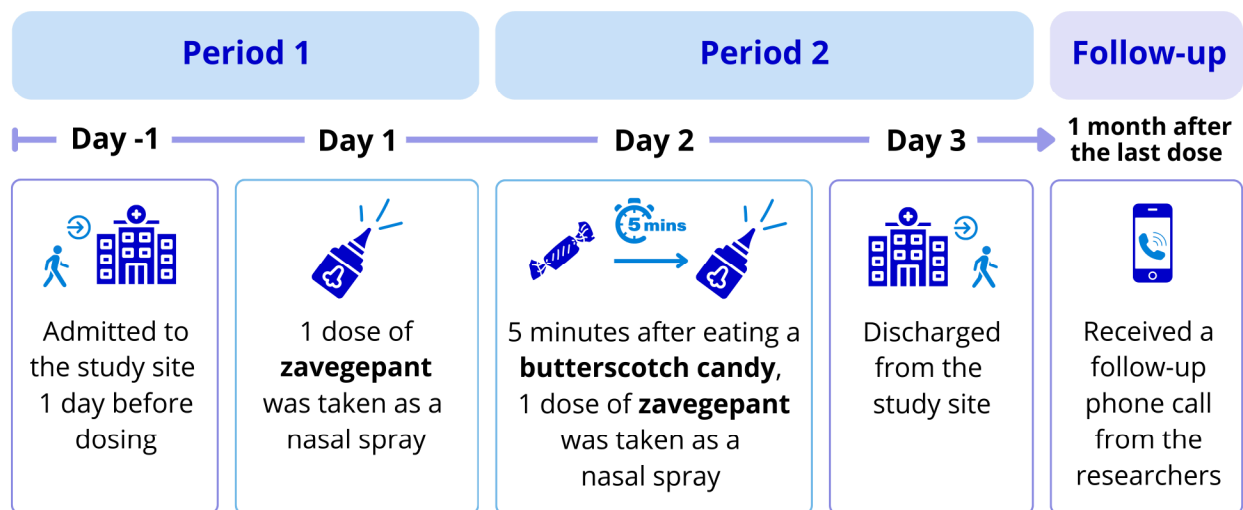 Period 1
Period 2
Follow-up
Day -1
Day 1
Day 2
Day 3
1 month after
the last dose
Admitted to
the study site
1 day before
dosing
1 dose of
zavegepant
was taken as a
nasal spray
5 mins
5 minutes after eating a
butterscotch candy,
1 dose of zavegepant
was taken as a
nasal spray
Discharged
from the
study site
Received a
follow-up
phone call
from the
researchers